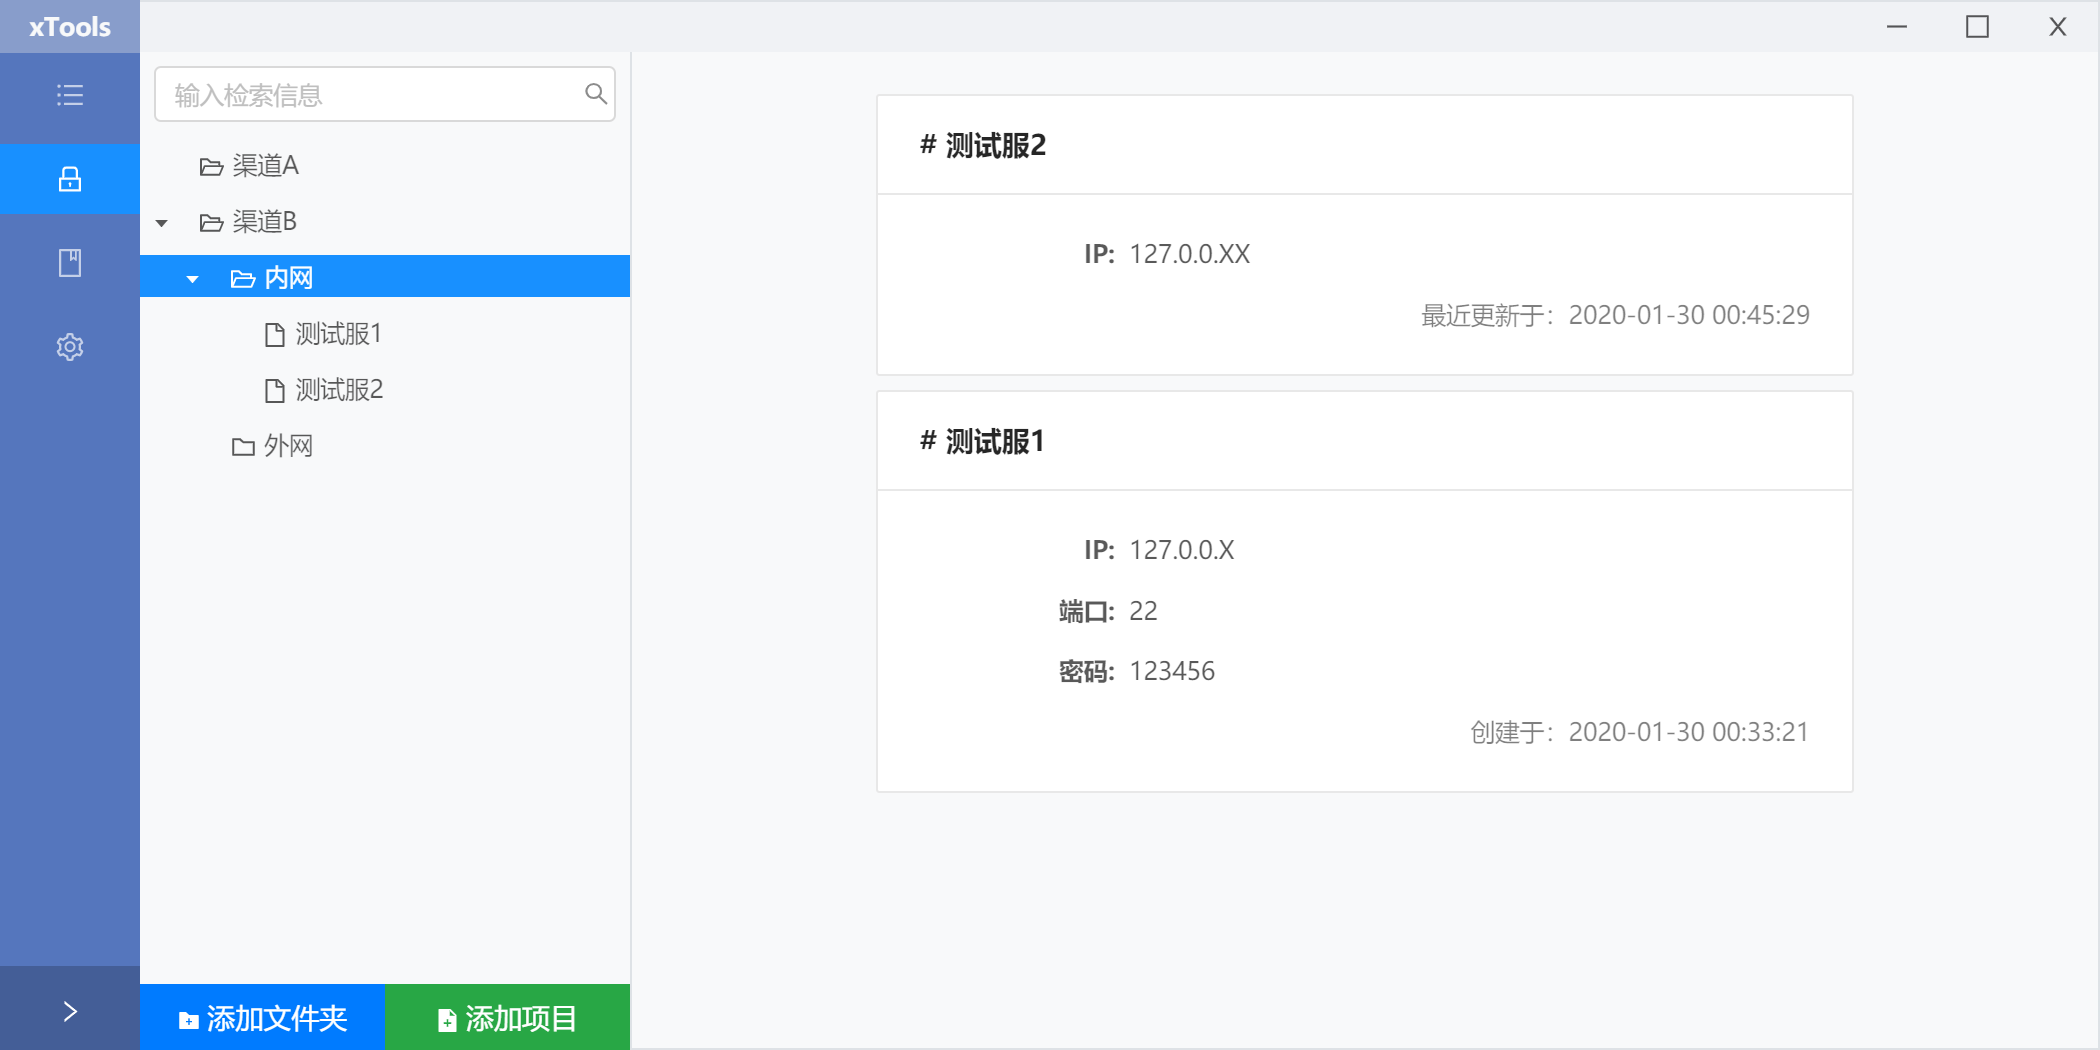 xTools
输入检索信息
渠道A
渠道B
内网
测试服1
测试服2
外网
添加文件夹
添加项目
# 测试服2
IP: 127.0.0.XX
最近更新于：2020-01-30 00:45:29
# 测试服1
IP: 127.0.0.X
端口: 22
密码: 123456
创建于：2020-01-30 00:33:21